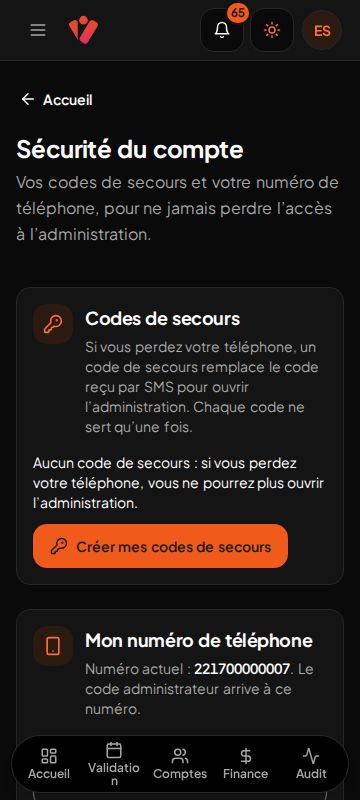 65
ES
Accueil
Sécurité du compte
Vos codes de secours et votre numéro de
téléphone, pour ne jamais perdre l’accès
à l’administration.
Codes de secours
Si vous perdez votre téléphone, un
code de secours remplace le code
reçu par SMS pour ouvrir
l’administration. Chaque code ne
sert qu’une fois.
Aucun code de secours : si vous perdez
votre téléphone, vous ne pourrez plus ouvrir
l’administration.
Créer mes codes de secours
Mon numéro de téléphone
Numéro actuel : 221700000007. Le
code administrateur arrive à ce
numéro.
Accueil
Validatio
n
Comptes
Finance
Audit